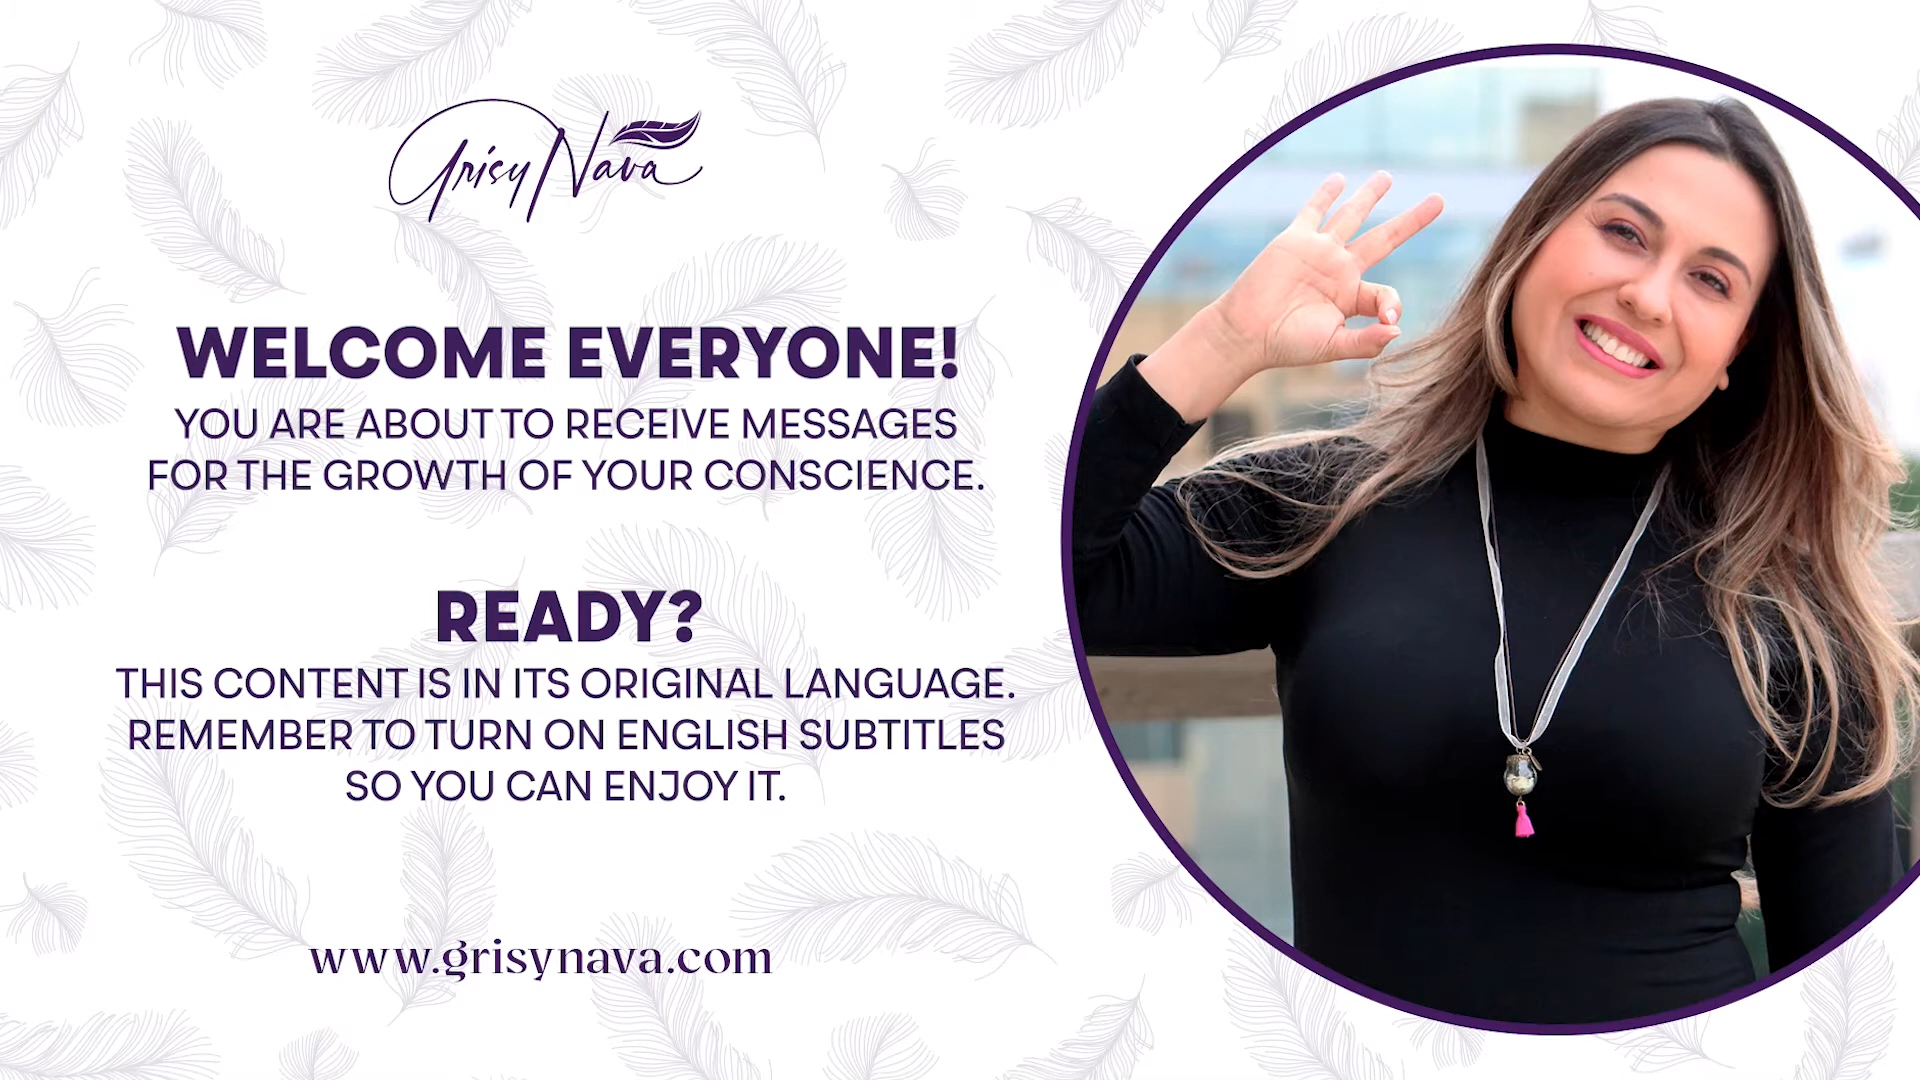 Grisy Nava
WELCOME EVERYONE!
YOU ARE ABOUT TO RECEIVE MESSAGES
FOR THE GROWTH OF YOUR CONSCIENCE.
READY?
THIS CONTENT IS IN ITS ORIGINAL LANGUAGE.
REMEMBER TO TURN ON ENGLISH SUBTITLES
SO YOU CAN ENJOY IT.
www.grisynava.com